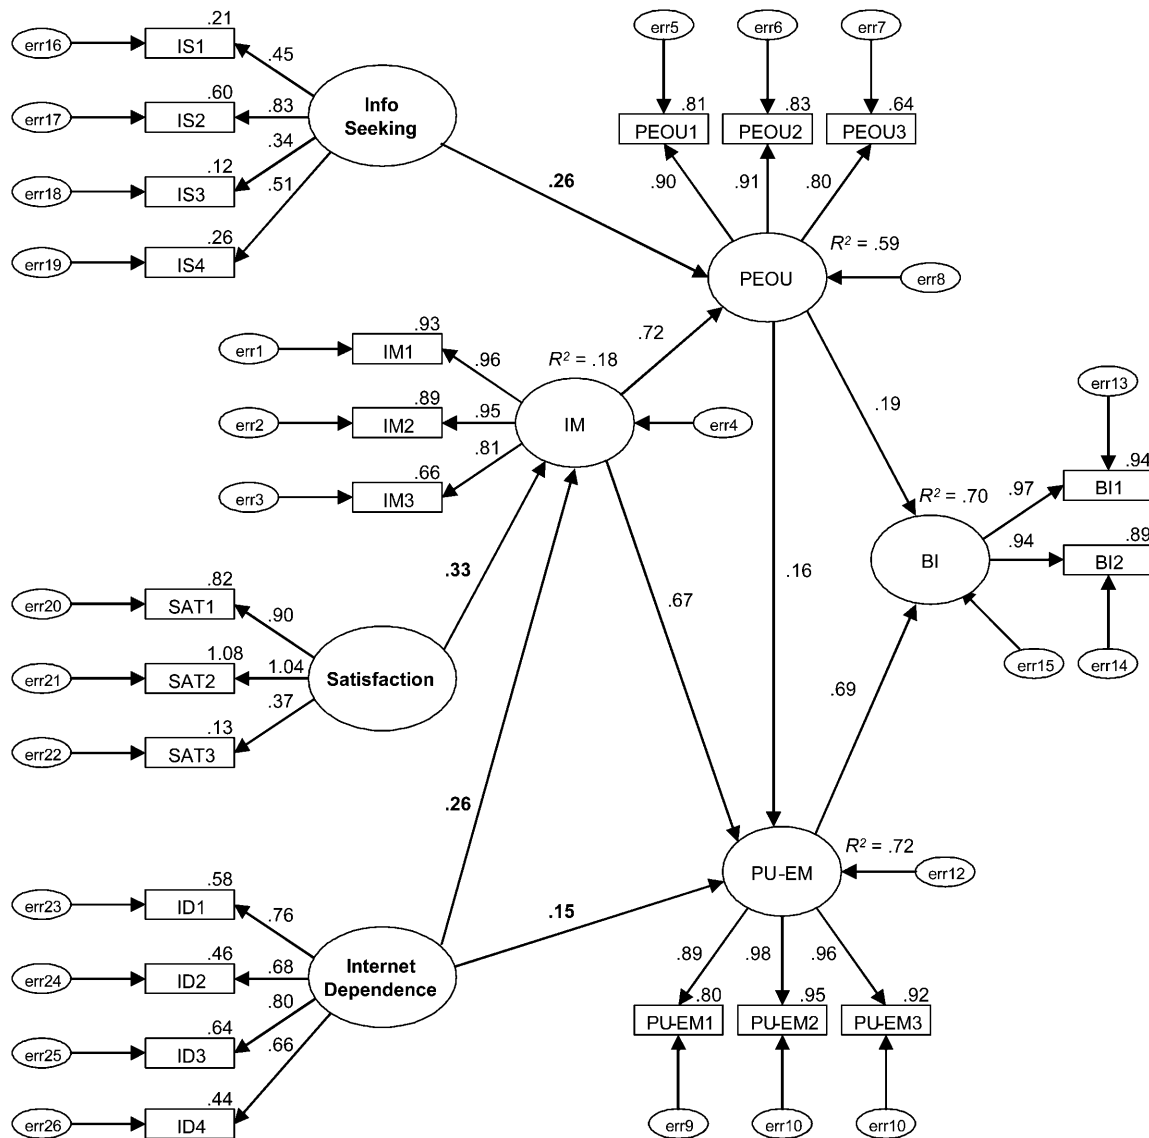 .21
err16
IS1
.45
.60
err17
IS2
.83
.34
.12
err18
IS3
.51
.26
err19
IS4
Info
Seeking
.26
err5
err6
err7
.81
.83
.64
PEOU1
PEOU2
PEOU3
.90
.91
.80
R² = .59
PEOU
err8
.93
err1
IM1
.96
R² = .18
.72
.89
err2
IM2
.95
IM
err4
.66
err3
IM3
.81
.19
err13
.94
R² = .70
.97
BI1
BI
.94
.89
BI2
err15
err14
.33
.67
.16
.69
.82
err20
SAT1
.90
1.08
err21
SAT2
1.04
Satisfaction
.37
.13
err22
SAT3
.26
R² = .72
PU-EM
err12
.15
.58
err23
ID1
.76
.46
err24
ID2
.68
Internet
Dependence
.80
.64
err25
ID3
.66
.44
err26
ID4
.89
.98
.96
.80
.95
.92
PU-EM1
PU-EM2
PU-EM3
err9
err10
err10